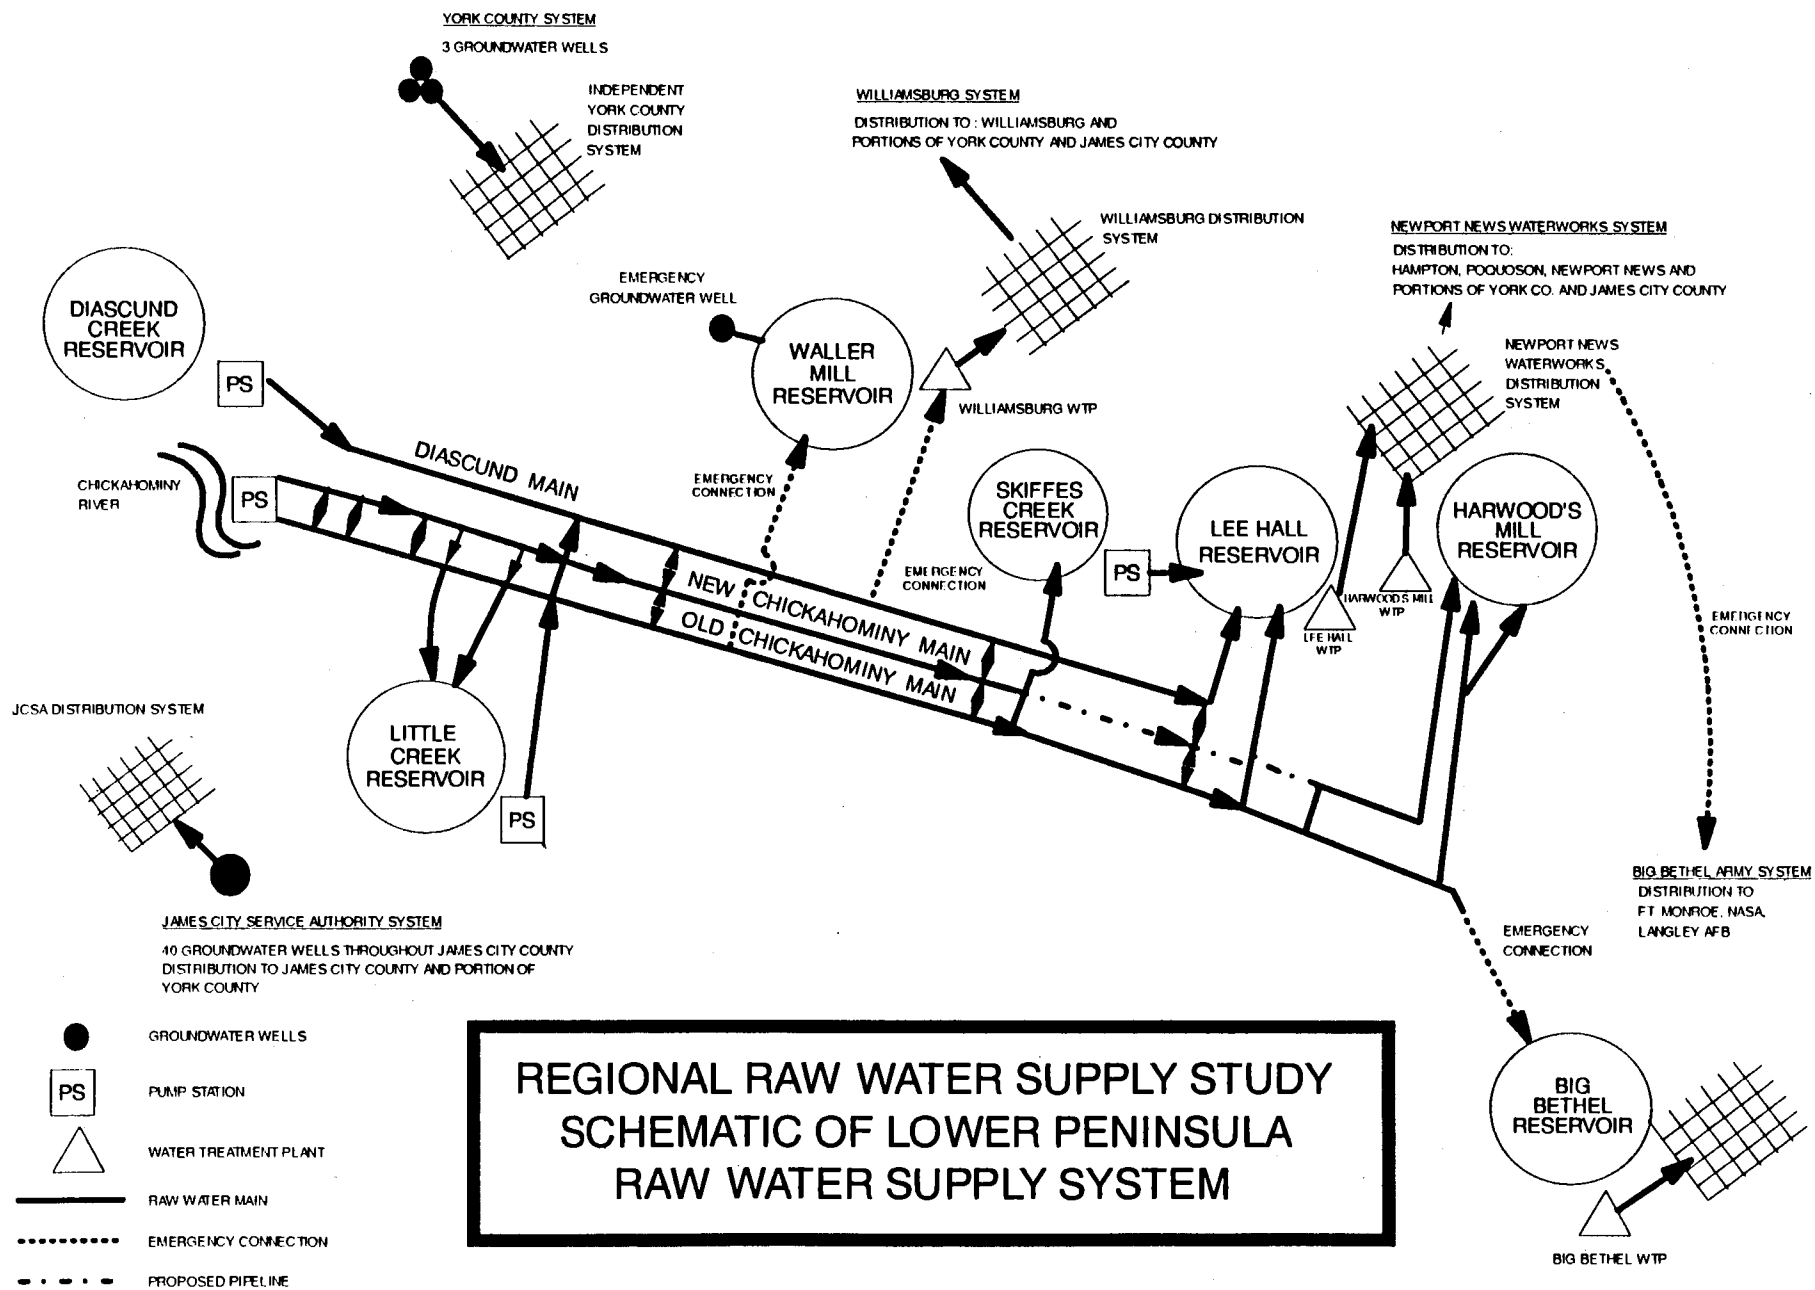 YORK COUNTY SYSTEM
3 GROUNDWATER WELLS
INDEPENDENT
YORK COUNTY
DISTRIBUTION
SYSTEM
WILLIAMSBURG SYSTEM
DISTRIBUTION TO : WILLIAMSBURG AND
PORTIONS OF YORK COUNTY AND JAMES CITY COUNTY
WILLIAMSBURG DISTRIBUTION
SYSTEM
NEWPORT NEWS WATERWORKS SYSTEM
DISTRIBUTION TO:
HAMPTON, POQUOSON, NEWPORT NEWS AND
PORTIONS OF YORK CO. AND JAMES CITY COUNTY
NEWPORT NEWS
WATERWORKS
DISTRIBUTION
SYSTEM
DIASCUND
CREEK
RESERVOIR
PS
EMERGENCY
GROUNDWATER WELL
WALLER
MILL
RESERVOIR
WILLIAMSBURG WTP
CHICKAHOMINY
RIVER
PS
DIASCUND MAIN
EMERGENCY
CONNECTION
NEW CHICKAHOMINY MAIN
OLD CHICKAHOMINY MAIN
EMERGENCY
CONNECTION
SKIFFES
CREEK
RESERVOIR
PS
LEE HALL
RESERVOIR
LEE HALL
WTP
HARWOOD'S MILL
WTP
HARWOOD'S
MILL
RESERVOIR
EMERGENCY
CONNECTION
JCSA DISTRIBUTION SYSTEM
LITTLE
CREEK
RESERVOIR
PS
JAMES CITY SERVICE AUTHORITY SYSTEM
40 GROUNDWATER WELLS THROUGHOUT JAMES CITY COUNTY
DISTRIBUTION TO JAMES CITY COUNTY AND PORTION OF
YORK COUNTY
BIG BETHEL ARMY SYSTEM
DISTRIBUTION TO
FT MONROE, NASA,
LANGLEY AFB
EMERGENCY
CONNECTION
BIG
BETHEL
RESERVOIR
BIG BETHEL WTP
GROUNDWATER WELLS
PS
PUMP STATION
WATER TREATMENT PLANT
RAW WATER MAIN
EMERGENCY CONNECTION
PROPOSED PIPELINE
REGIONAL RAW WATER SUPPLY STUDY
SCHEMATIC OF LOWER PENINSULA
RAW WATER SUPPLY SYSTEM